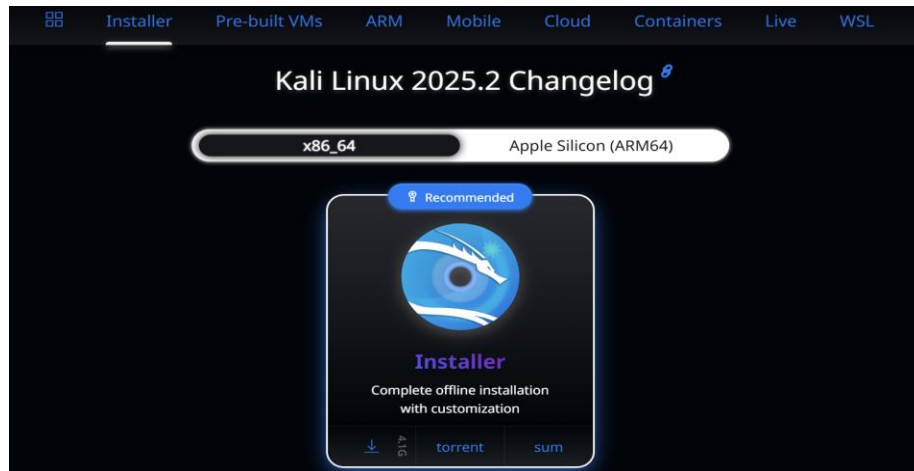 Installer Pre-built VMs ARM Mobile Cloud Containers Live WSL
Kali Linux 2025.2 Changelog
x86_64 Apple Silicon (ARM64)
Recommended
Installer
Complete offline installation
with customization
4.1G torrent sum